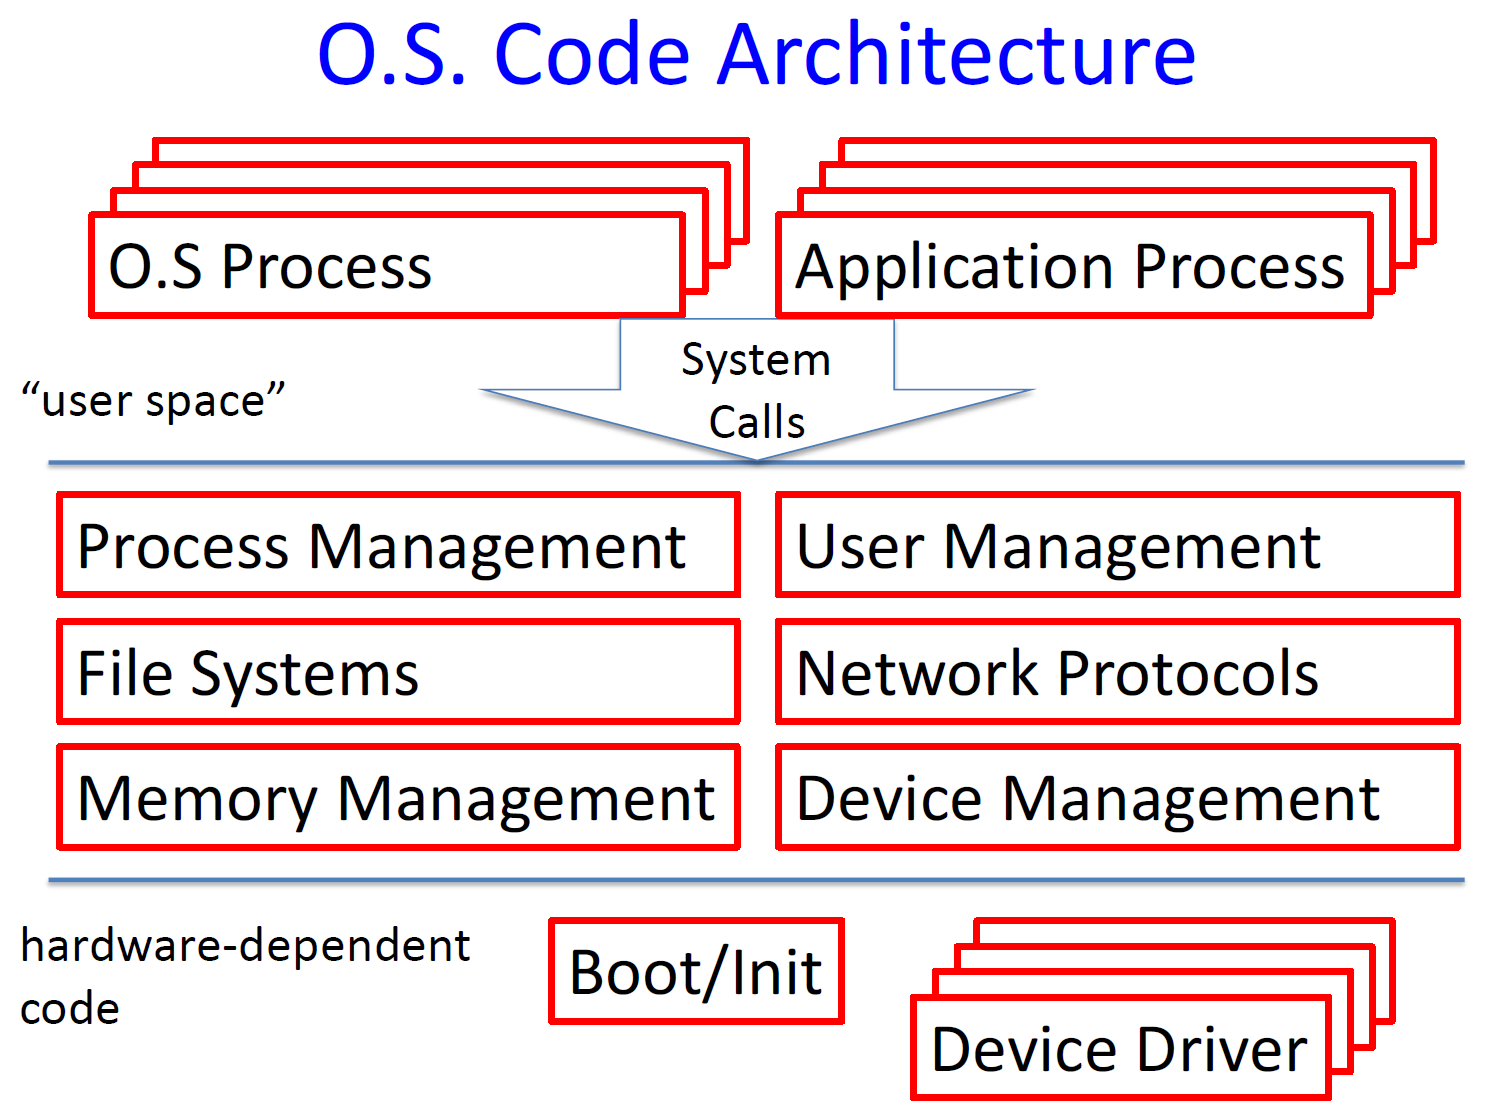 O.S. Code Architecture
O.S Process
Application Process
System
Calls
“user space”
Process Management
User Management
File Systems
Network Protocols
Memory Management
Device Management
hardware-dependent
code
Boot/Init
Device Driver